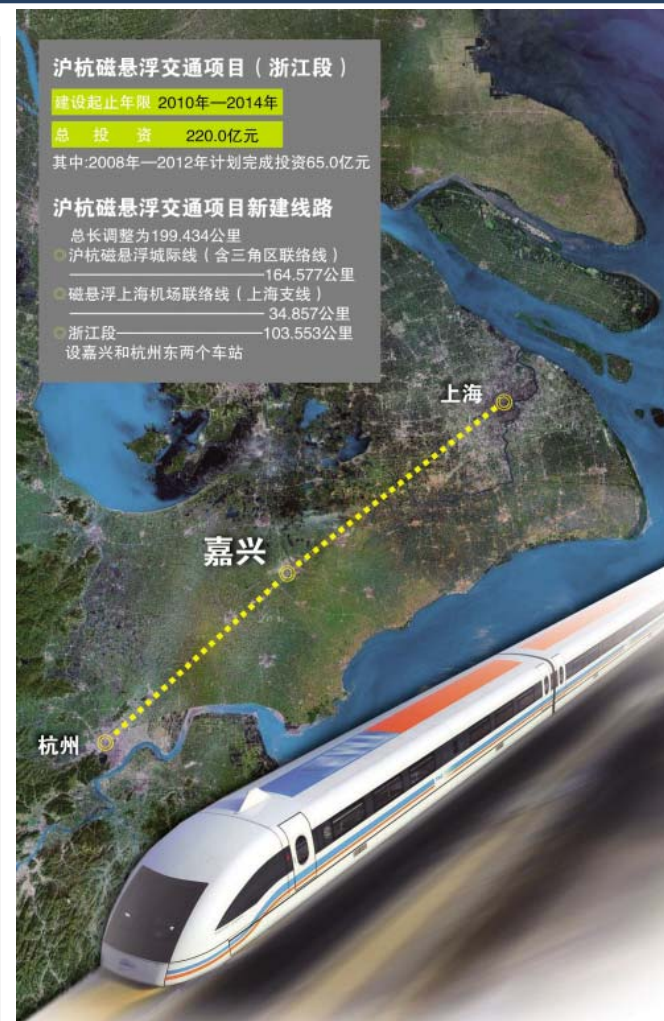 沪杭磁悬浮交通项目（浙江段）
建设起止年限 2010年—2014年
总投资 220.0亿元
其中:2008年—2012年计划完成投资65.0亿元
沪杭磁悬浮交通项目新建线路
总长调整为199.434公里
沪杭磁悬浮城际线（含三角区联络线）
164.577公里
磁悬浮上海机场联络线（上海支线）
34.857公里
浙江段——103.553公里
设嘉兴和杭州东两个车站
上海
嘉兴
杭州